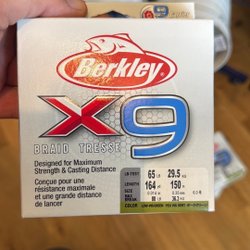 Berkley
x9
BRAID TRESSE
Designed for Maximum
Strength & Casting Distance
Conçue pour une
résistance maximale
et une grande distance
de lancer
LB TEST 65 LB 29.5 KG
LENGTH 164 YD 150 M
COLOR